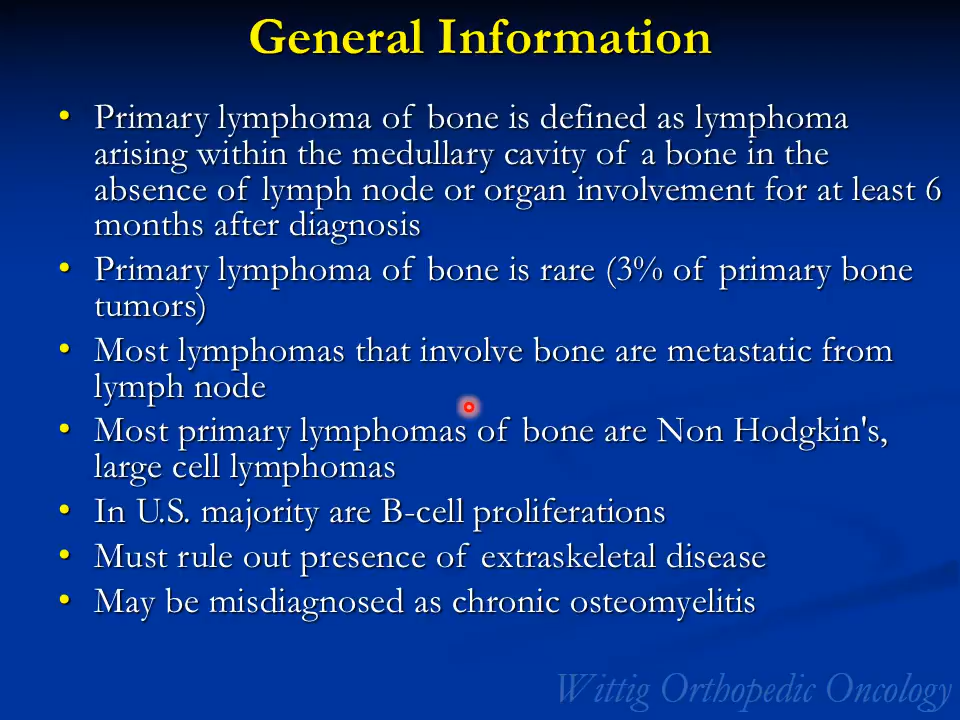 General Information
• Primary lymphoma of bone is defined as lymphoma
arising within the medullary cavity of a bone in the
absence of lymph node or organ involvement for at least 6
months after diagnosis
• Primary lymphoma of bone is rare (3% of primary bone
tumors)
• Most lymphomas that involve bone are metastatic from
lymph node
• Most primary lymphomas of bone are Non Hodgkin's,
large cell lymphomas
• In U.S. majority are B-cell proliferations
• Must rule out presence of extraskeletal disease
• May be misdiagnosed as chronic osteomyelitis
Wittig Orthopedic Oncology